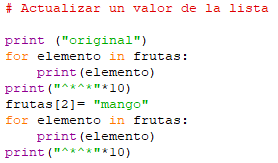 # Actualizar un valor de la lista
print ("original")
for elemento in frutas:
    print(elemento)
print("^*^*^*"*10)
frutas[2]= "mango"
for elemento in frutas:
    print(elemento)
print("^*^*^*"*10)